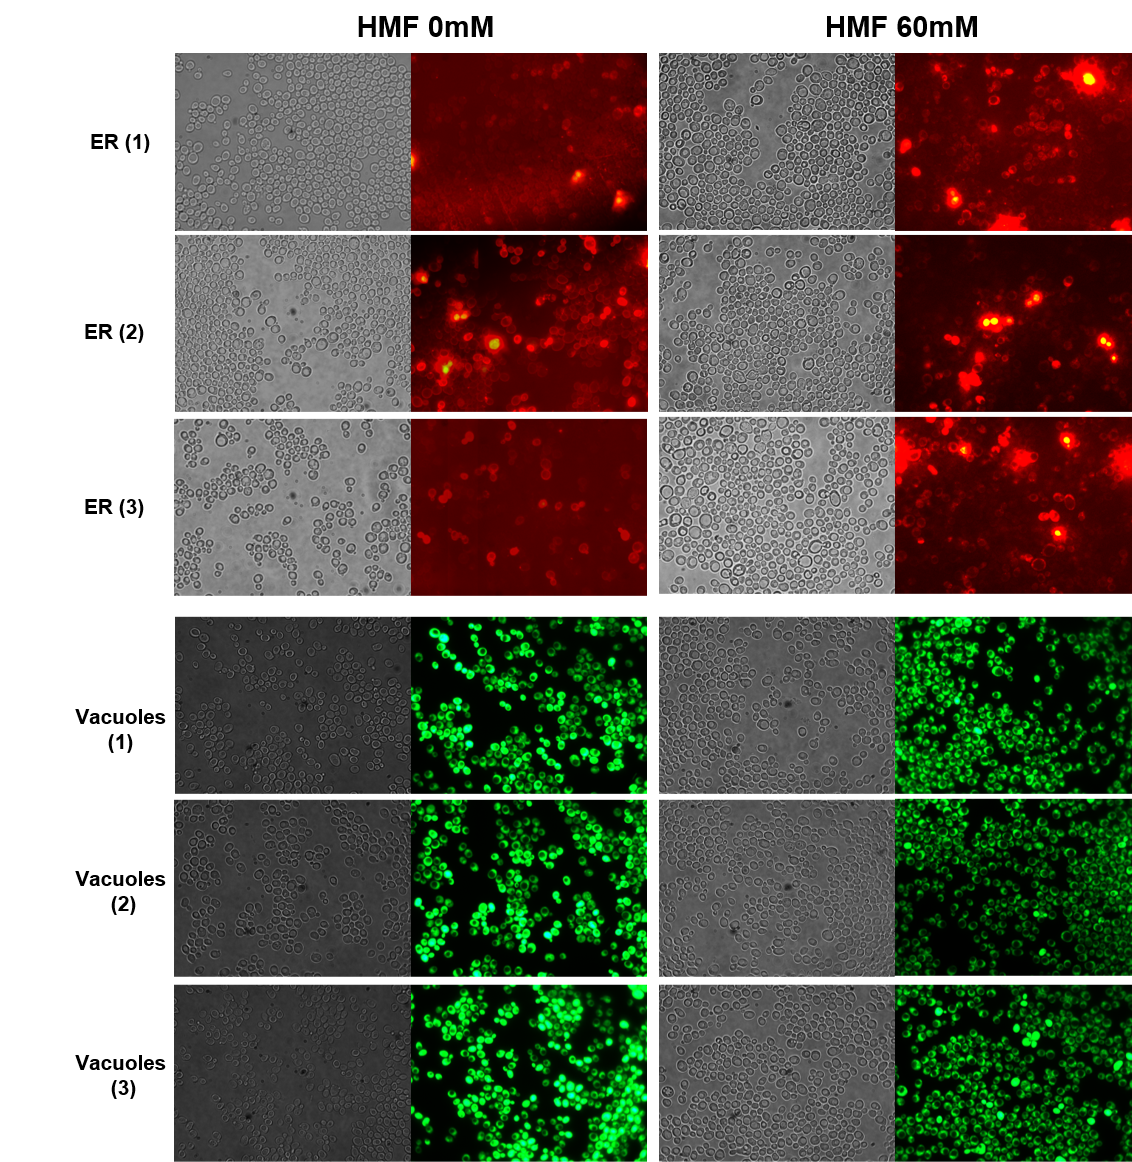 HMF 0mM
HMF 60mM
ER (1)
ER (2)
ER (3)
Vacuoles
(1)
Vacuoles
(2)
Vacuoles
(3)